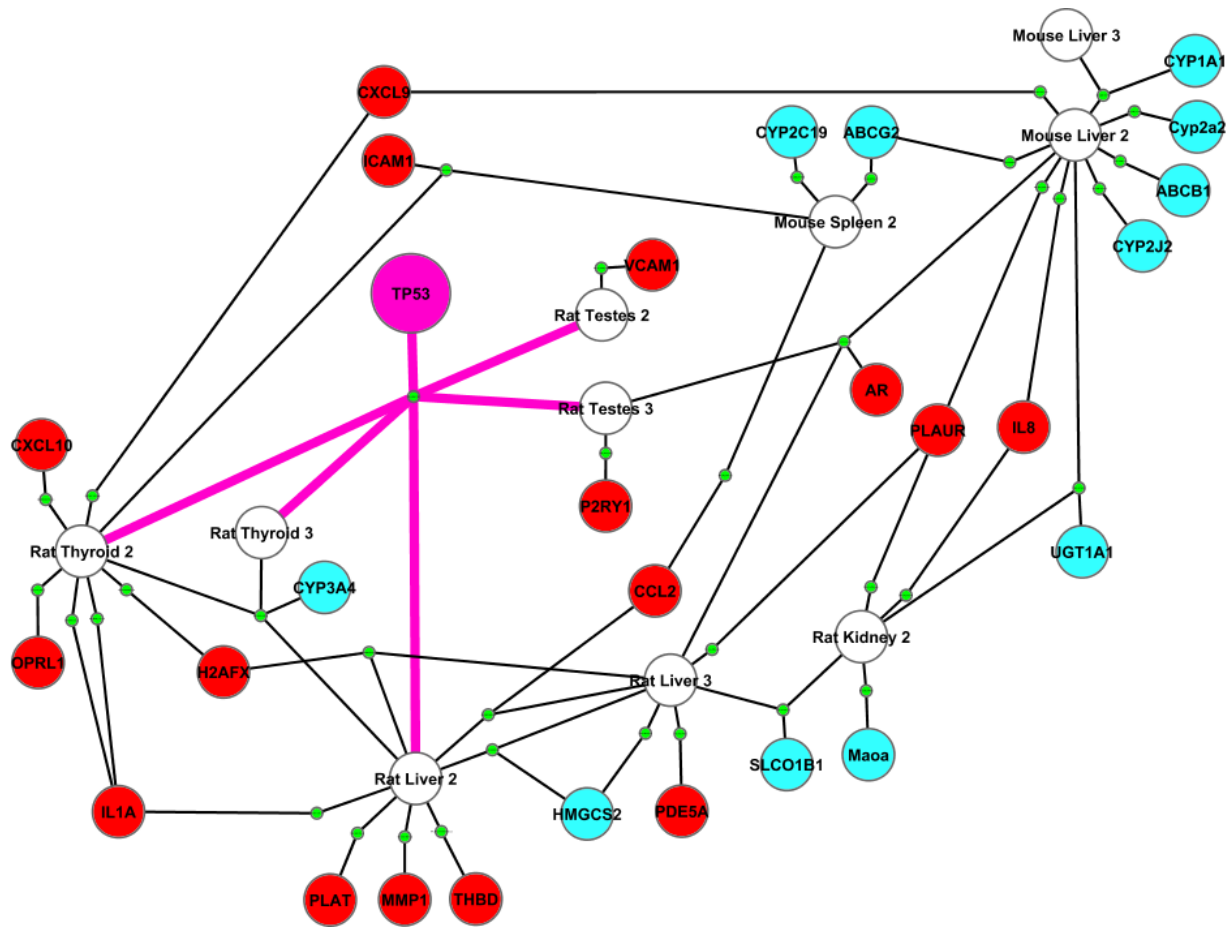 Mouse Liver 3
CYP1A1
CXCL9
Cyp2a2
CYP2C19
ABCG2
Mouse Liver 2
ICAM1
ABCB1
Mouse Spleen 2
CYP2J2
VCAM1
TP53
Rat Testes 2
AR
Rat Testes 3
PLAUR
IL8
CXCL10
P2RY1
Rat Thyroid 3
Rat Thyroid 2
UGT1A1
CYP3A4
CCL2
Rat Kidney 2
OPRL1
H2AFX
Rat Liver 3
Maoa
SLCO1B1
Rat Liver 2
IL1A
HMGCS2
PDE5A
PLAT
MMP1
THBD